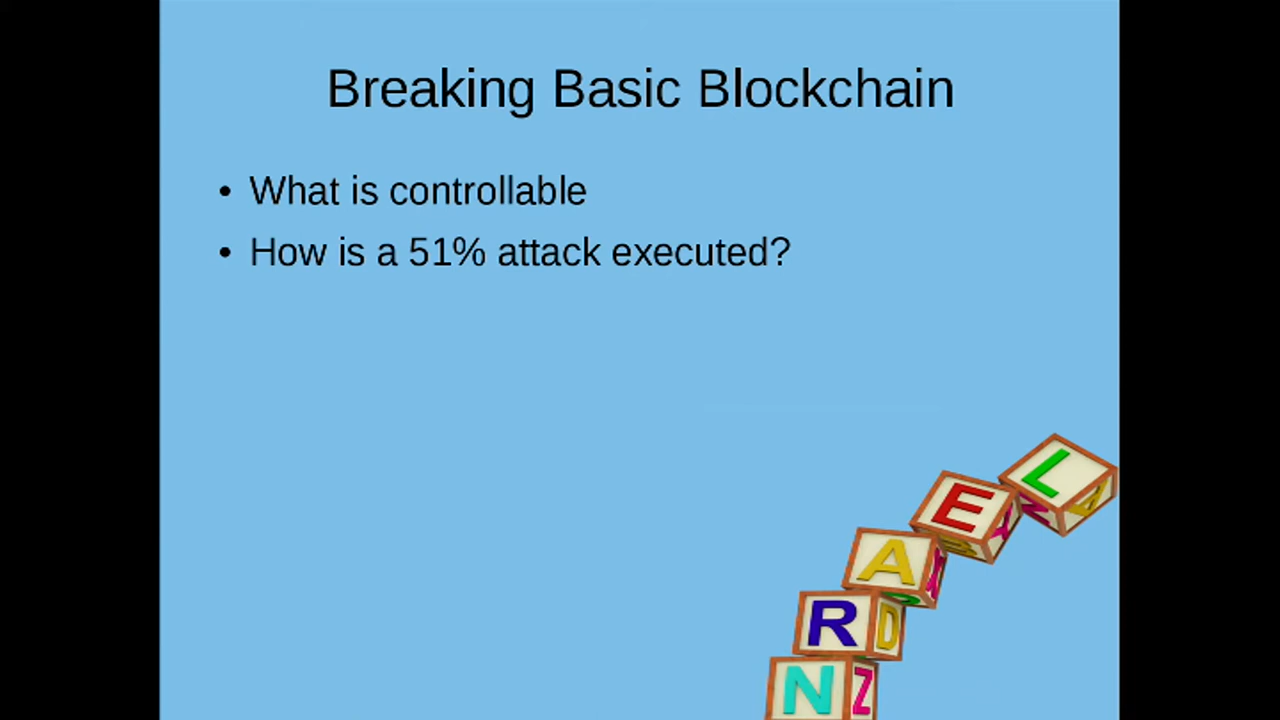 Breaking Basic Blockchain
• What is controllable
• How is a 51% attack executed?
L
E
A
R D
N Z